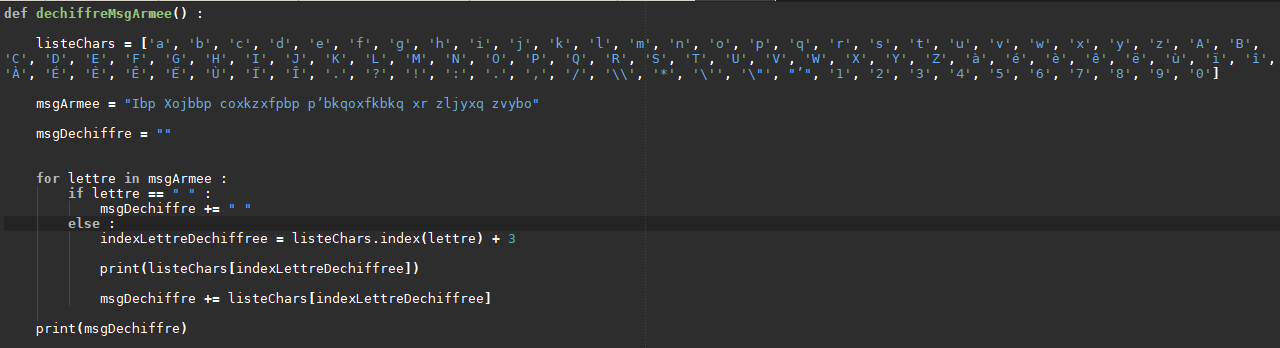 def dechiffreMsgArmee() :
listeChars = ['a', 'b', 'c', 'd', 'e', 'f', 'g', 'h', 'i', 'j', 'k', 'l', 'm', 'n', 'o', 'p', 'q', 'r', 's', 't', 'u', 'v', 'w', 'x', 'y', 'z', 'A', 'B',
'C', 'D', 'E', 'F', 'G', 'H', 'I', 'J', 'K', 'L', 'M', 'N', 'O', 'P', 'Q', 'R', 'S', 'T', 'U', 'V', 'W', 'X', 'Y', 'Z', 'à', 'é', 'è', 'ê', 'ë', 'ù', 'ï', 'î',
'À', 'É', 'È', 'Ê', 'Ë', 'Ù', 'Ï', 'Î', '.', '?', '!', ':', '.', ',', '/', '\\', '*', '\'', '\"', "’", '1', '2', '3', '4', '5', '6', '7', '8', '9', '0']
msgArmee = "Ibp Xojbbp coxkzxfpbp p’bkqoxfkbkq xr zljyxq zvybo"
msgDechiffre = ""
for lettre in msgArmee :
if lettre == " " :
msgDechiffre += " "
else :
indexLettreDechiffree = listeChars.index(lettre) + 3
print(listeChars[indexLettreDechiffree])
msgDechiffre += listeChars[indexLettreDechiffree]
print(msgDechiffre)